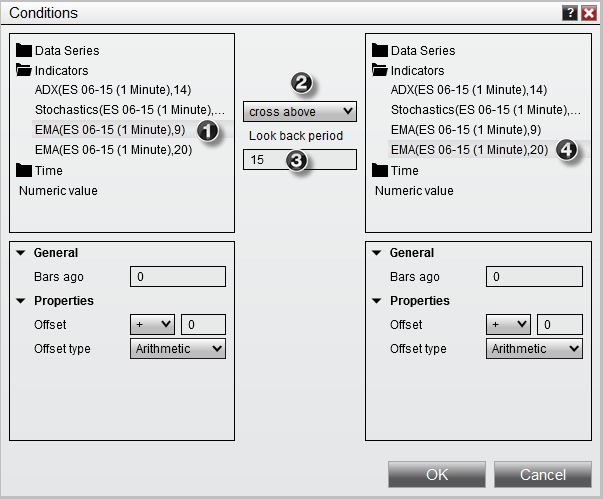 Conditions
?
Data Series
Indicators
ADX(ES 06-15 (1 Minute),14)
Stochastics(ES 06-15 (1 Minute),...
EMA(ES 06-15 (1 Minute),9)
1
EMA(ES 06-15 (1 Minute),20)
Time
Numeric value
2
cross above
Look back period
15
3
Data Series
Indicators
ADX(ES 06-15 (1 Minute),14)
Stochastics(ES 06-15 (1 Minute),...
EMA(ES 06-15 (1 Minute),9)
EMA(ES 06-15 (1 Minute),20)
4
Time
Numeric value
General
Bars ago 0
Properties
Offset + 0
Offset type Arithmetic
General
Bars ago 0
Properties
Offset + 0
Offset type Arithmetic
OK
Cancel